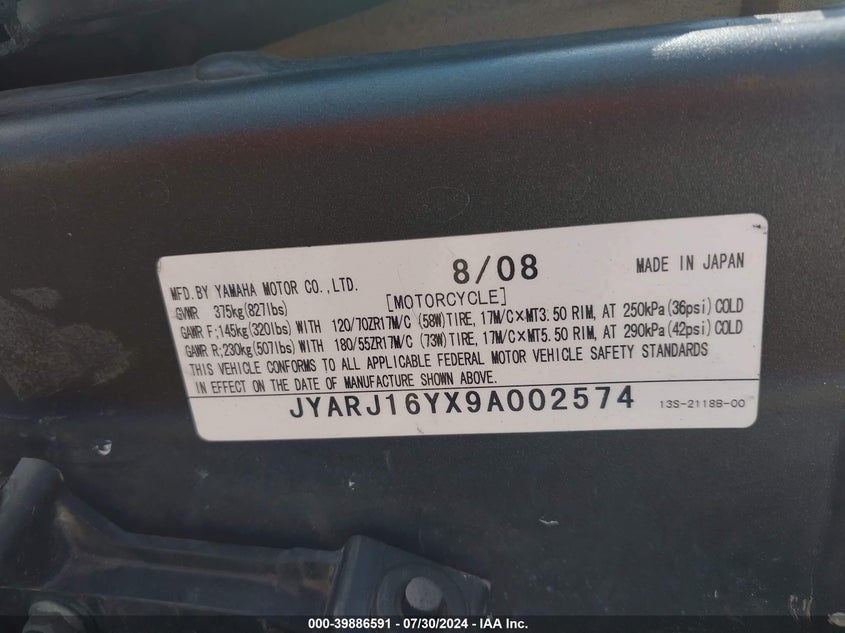 MFD.BY YAMAHA MOTOR CO.,LTD. 8/08 MADE IN JAPAN
GVWR 375kg(827lbs) [MOTORCYCLE]
GAWR F;145kg(320lbs)WITH 120/70ZR17M/C (58W)TIRE, 17M/C×MT3.50 RIM, AT 250kPa(36psi)COLD
GAWR R;230kg(507lbs)WITH 180/55ZR17M/C (73W)TIRE, 17M/C×MT5.50 RIM, AT 290kPa(42psi)COLD
THIS VEHICLE CONFORMS TO ALL APPLICABLE FEDERAL MOTOR VEHICLE SAFETY STANDARDS
IN EFFECT ON THE DATE OF MANUFACTURE SHOWN ABOVE.
JYARJ16YX9A002574 13S-2118B-00
000-39886591 - 07/30/2024 - IAA Inc.